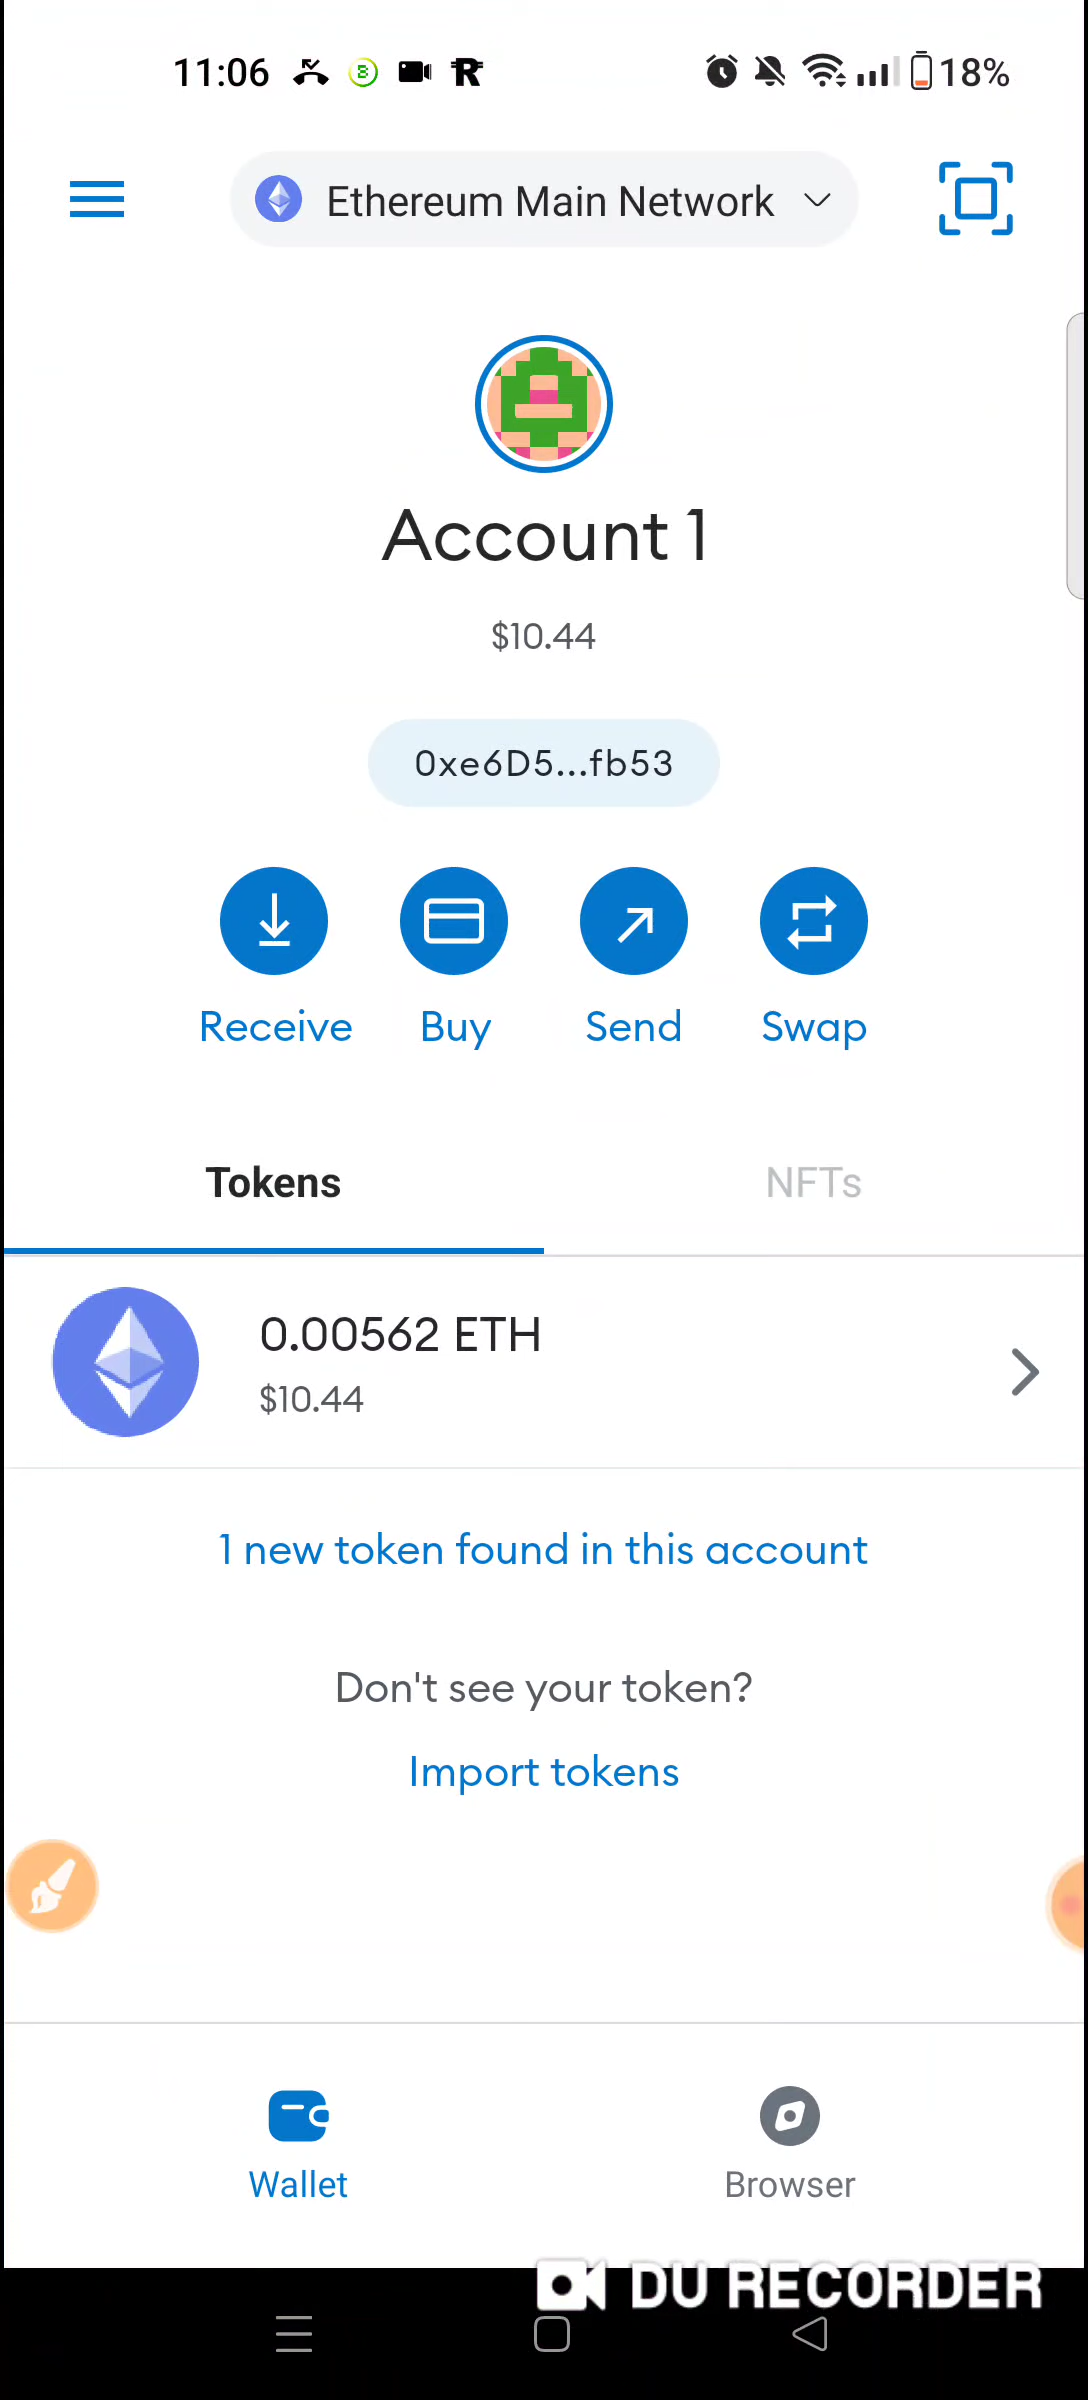 11:06
18%
Ethereum Main Network
Account 1
$10.44
0xe6D5...fb53
Receive
Buy
Send
Swap
Tokens
NFTs
0.00562 ETH
$10.44
1 new token found in this account
Don't see your token?
Import tokens
Wallet
Browser
DU RECORDER